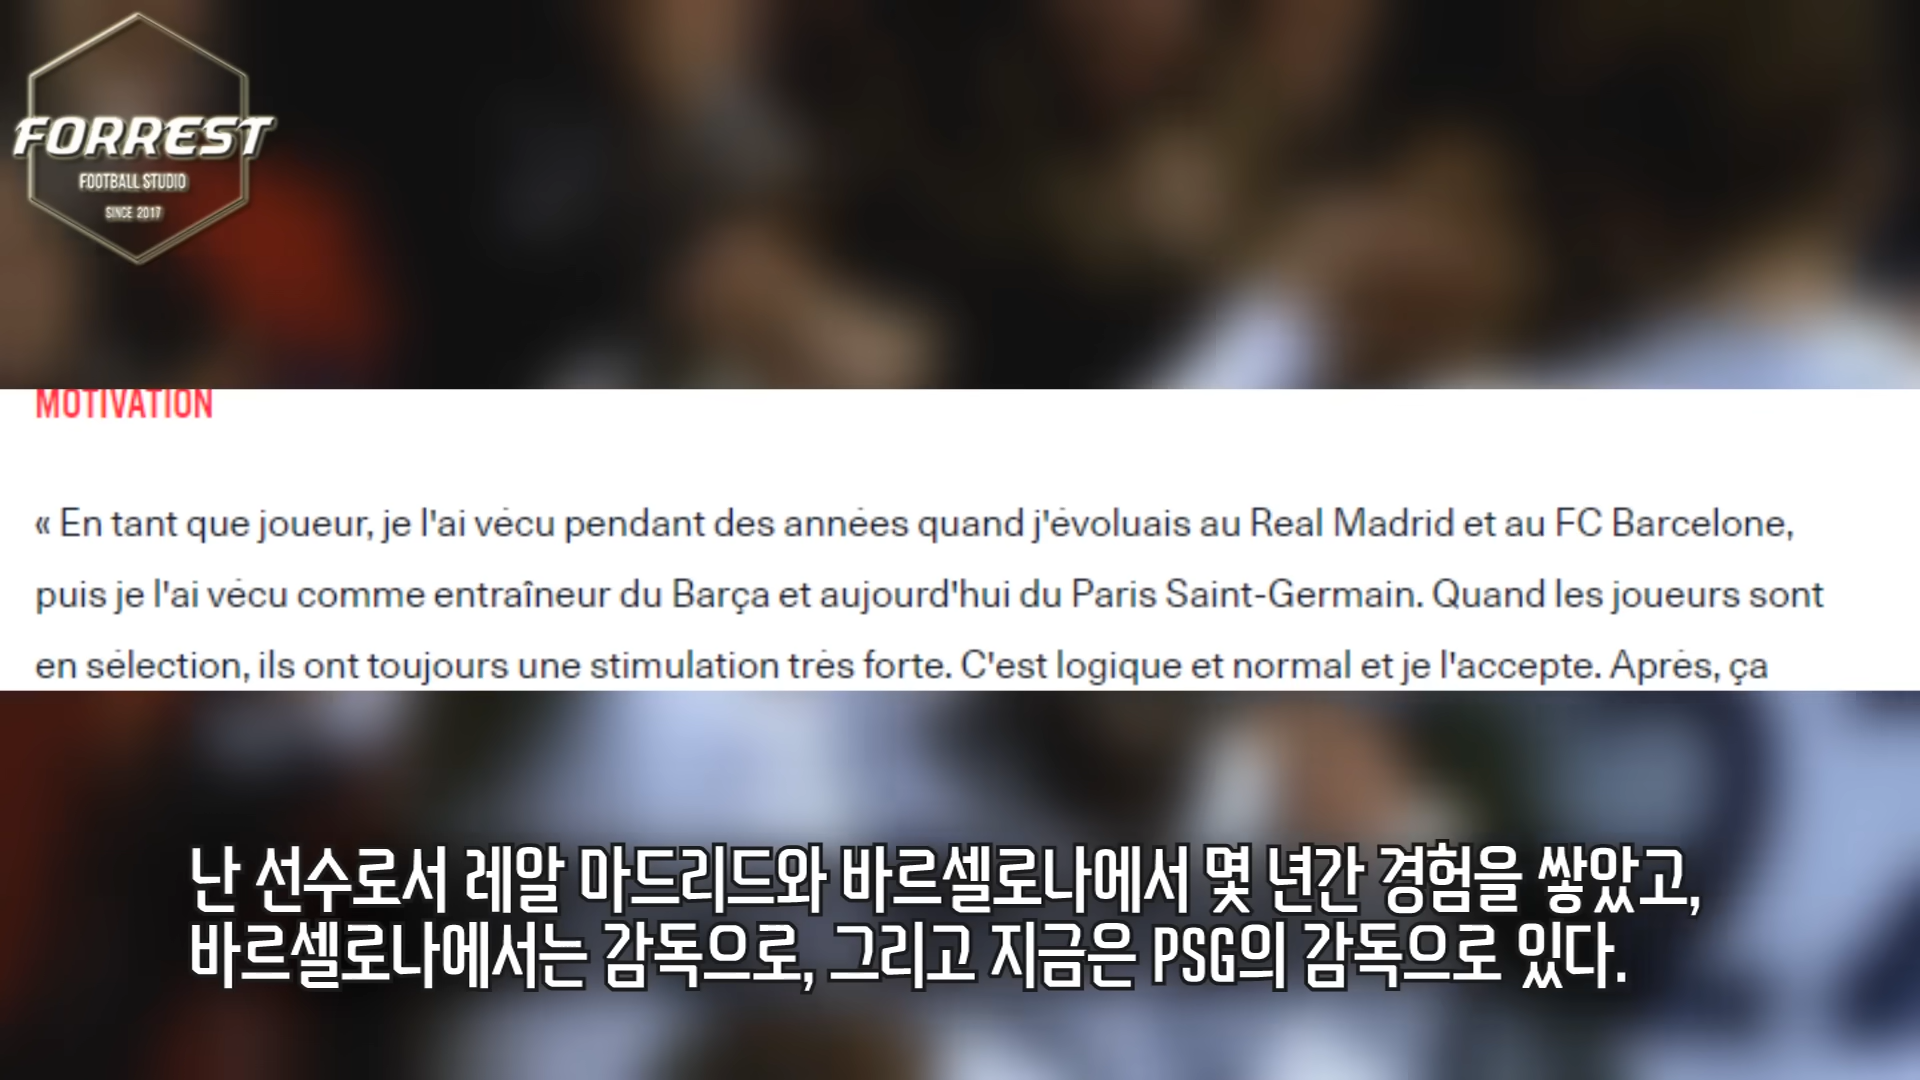 FORREST
FOOTBALL STUDIO
SINCE 2017
MOTIVATION
« En tant que joueur, je l'ai vécu pendant des années quand j'évoluais au Real Madrid et au FC Barcelone,
puis je l'ai vécu comme entraîneur du Barça et aujourd'hui du Paris Saint-Germain. Quand les joueurs sont
en sélection, ils ont toujours une stimulation très forte. C'est logique et normal et je l'accepte. Après, ça
난 선수로서 레알 마드리드와 바르셀로나에서 몇 년간 경험을 쌓았고,
바르셀로나에서는 감독으로, 그리고 지금은 PSG의 감독으로 있다.